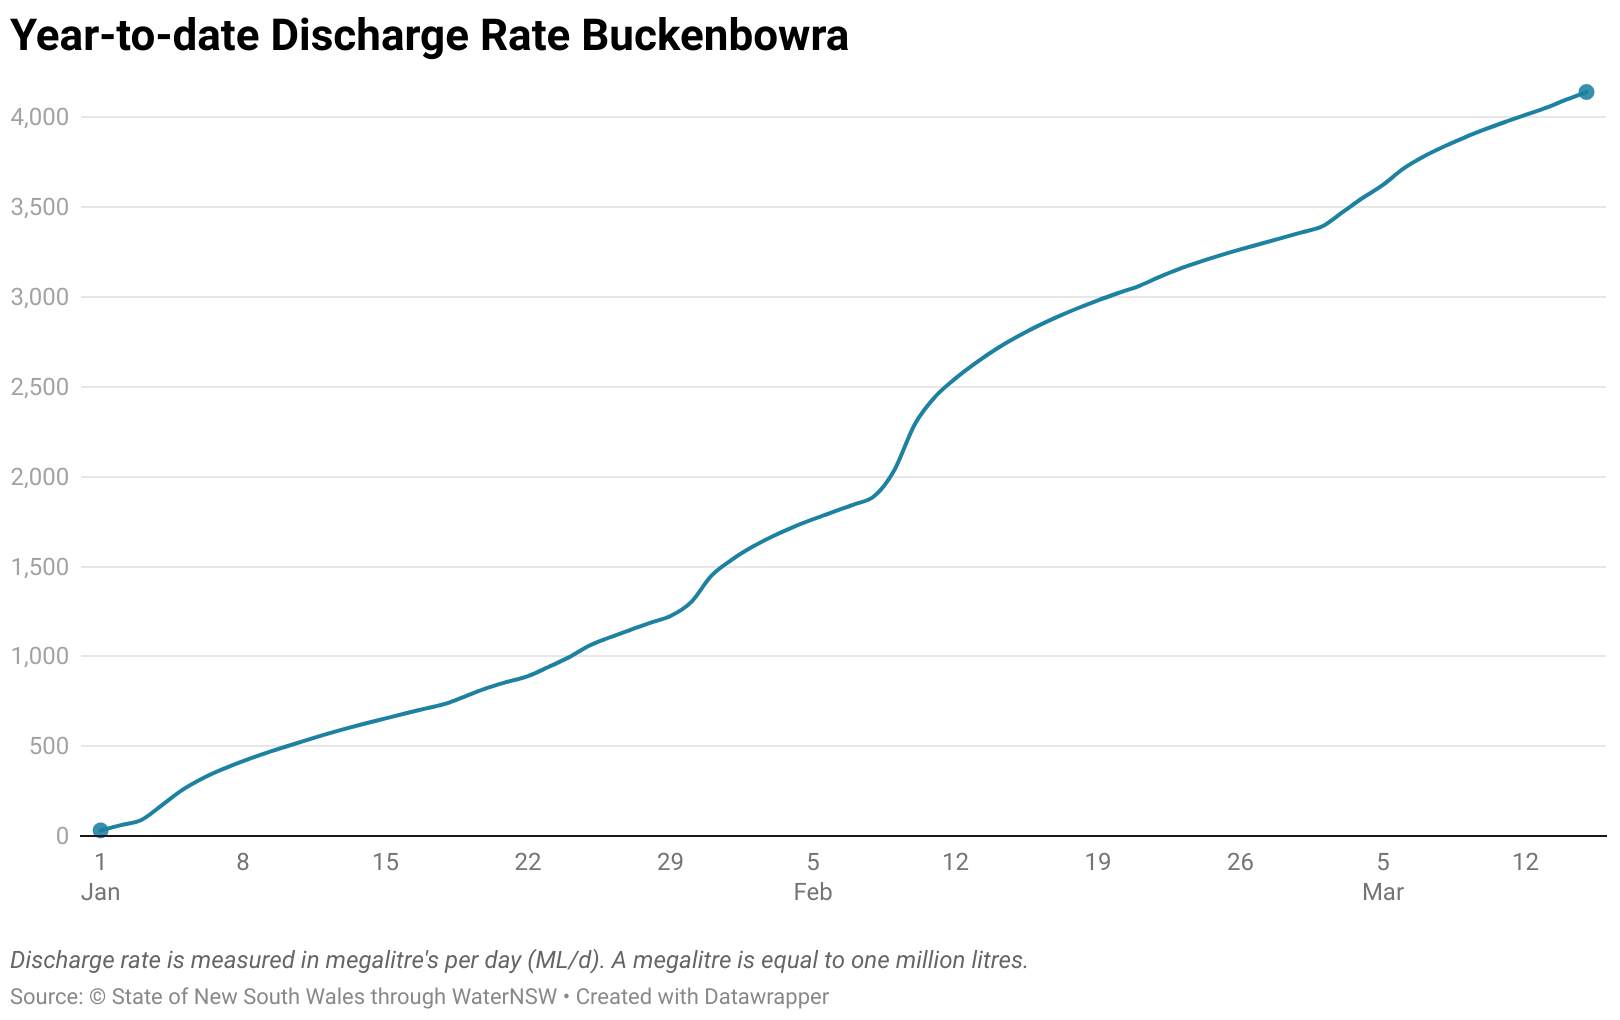 Year-to-date Discharge Rate Buckenbowra
4,000
3,500
3,000
2,500
2,000
1,500
1,000
500
0
1 8 15 22 29 5 12 19 26 5 12
Jan Feb Mar
Discharge rate is measured in megalitre's per day (ML/d). A megalitre is equal to one million litres.
Source: © State of New South Wales through WaterNSW • Created with Datawrapper